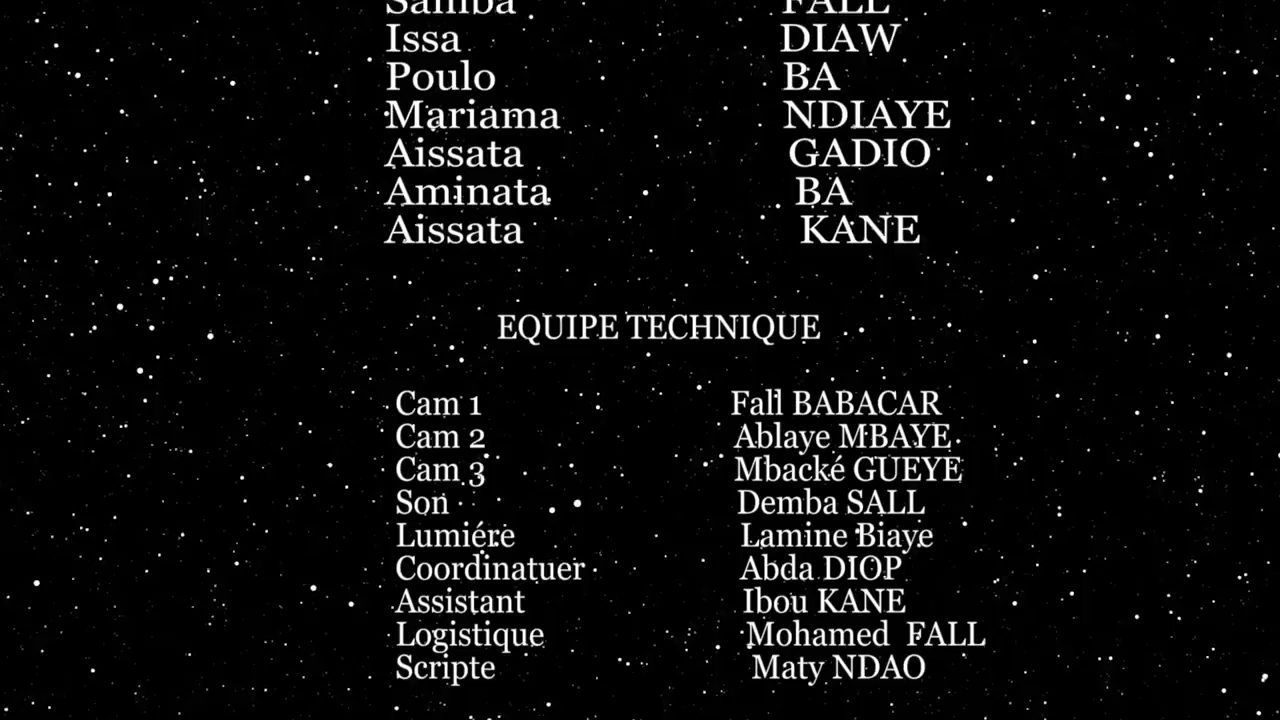 Samba FALL
Issa DIAW
Poulo BA
Mariama NDIAYE
Aissata GADIO
Aminata BA
Aissata KANE
EQUIPE TECHNIQUE
Cam 1 Fall BABACAR
Cam 2 Ablaye MBAYE
Cam 3 Mbacké GUEYE
Son Demba SALL
Lumiére Lamine Biaye
Coordinatuer Abda DIOP
Assistant Ibou KANE
Logistique Mohamed FALL
Scripte Maty NDAO